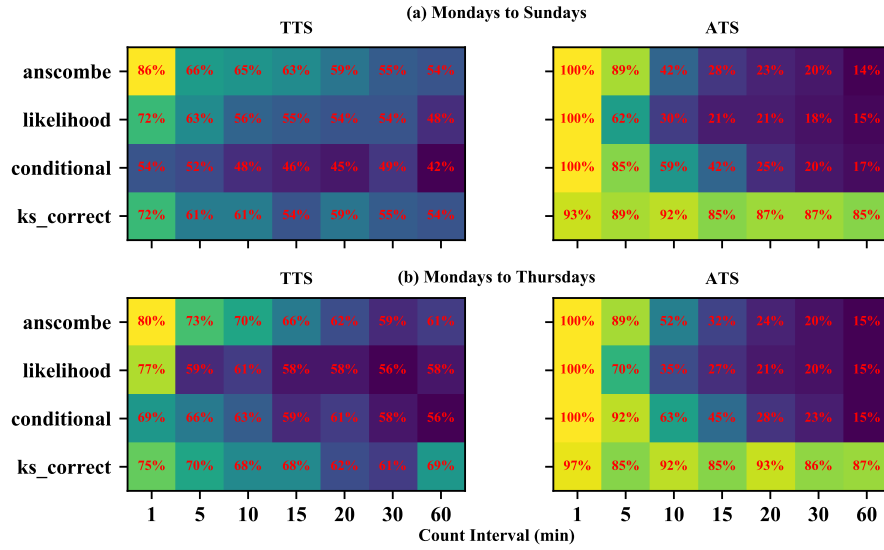 (a) Mondays to Sundays
TTS ATS
anscombe 86% 66% 65% 63% 59% 55% 54% 100% 89% 42% 28% 23% 20% 14%
likelihood 72% 63% 56% 55% 54% 54% 48% 100% 62% 30% 21% 21% 18% 15%
conditional 54% 52% 48% 46% 45% 49% 42% 100% 85% 59% 42% 25% 20% 17%
ks_correct 72% 61% 61% 54% 59% 55% 54% 93% 89% 92% 85% 87% 87% 85%
(b) Mondays to Thursdays
TTS ATS
anscombe 80% 73% 70% 66% 62% 59% 61% 100% 89% 52% 32% 24% 20% 15%
likelihood 77% 59% 61% 58% 58% 56% 58% 100% 70% 35% 27% 21% 20% 15%
conditional 69% 66% 63% 59% 61% 58% 56% 100% 92% 63% 45% 28% 23% 15%
ks_correct 75% 70% 68% 68% 62% 61% 69% 97% 85% 92% 85% 93% 86% 87%
1 5 10 15 20 30 60 1 5 10 15 20 30 60
Count Interval (min)